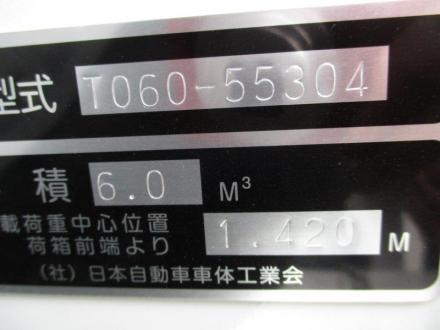 型式 T060-55304
積 6.0 M³
載荷重中心位置
荷箱前端より 1.420 M
(社)日本自動車車体工業会